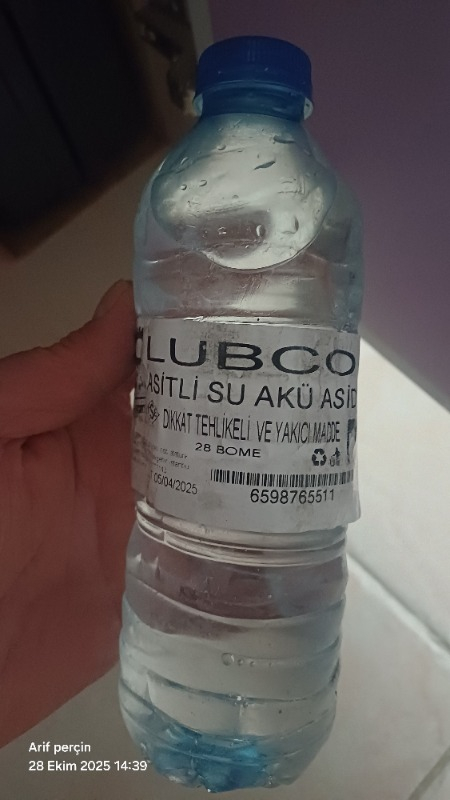 LUBCO
ASİTLİ SU AKÜ ASİD
DİKKAT TEHLİKELİ VE YAKICI MADDE
28 BOME
05/04/2025
6598765511
Arif perçin
28 Ekim 2025 14:39